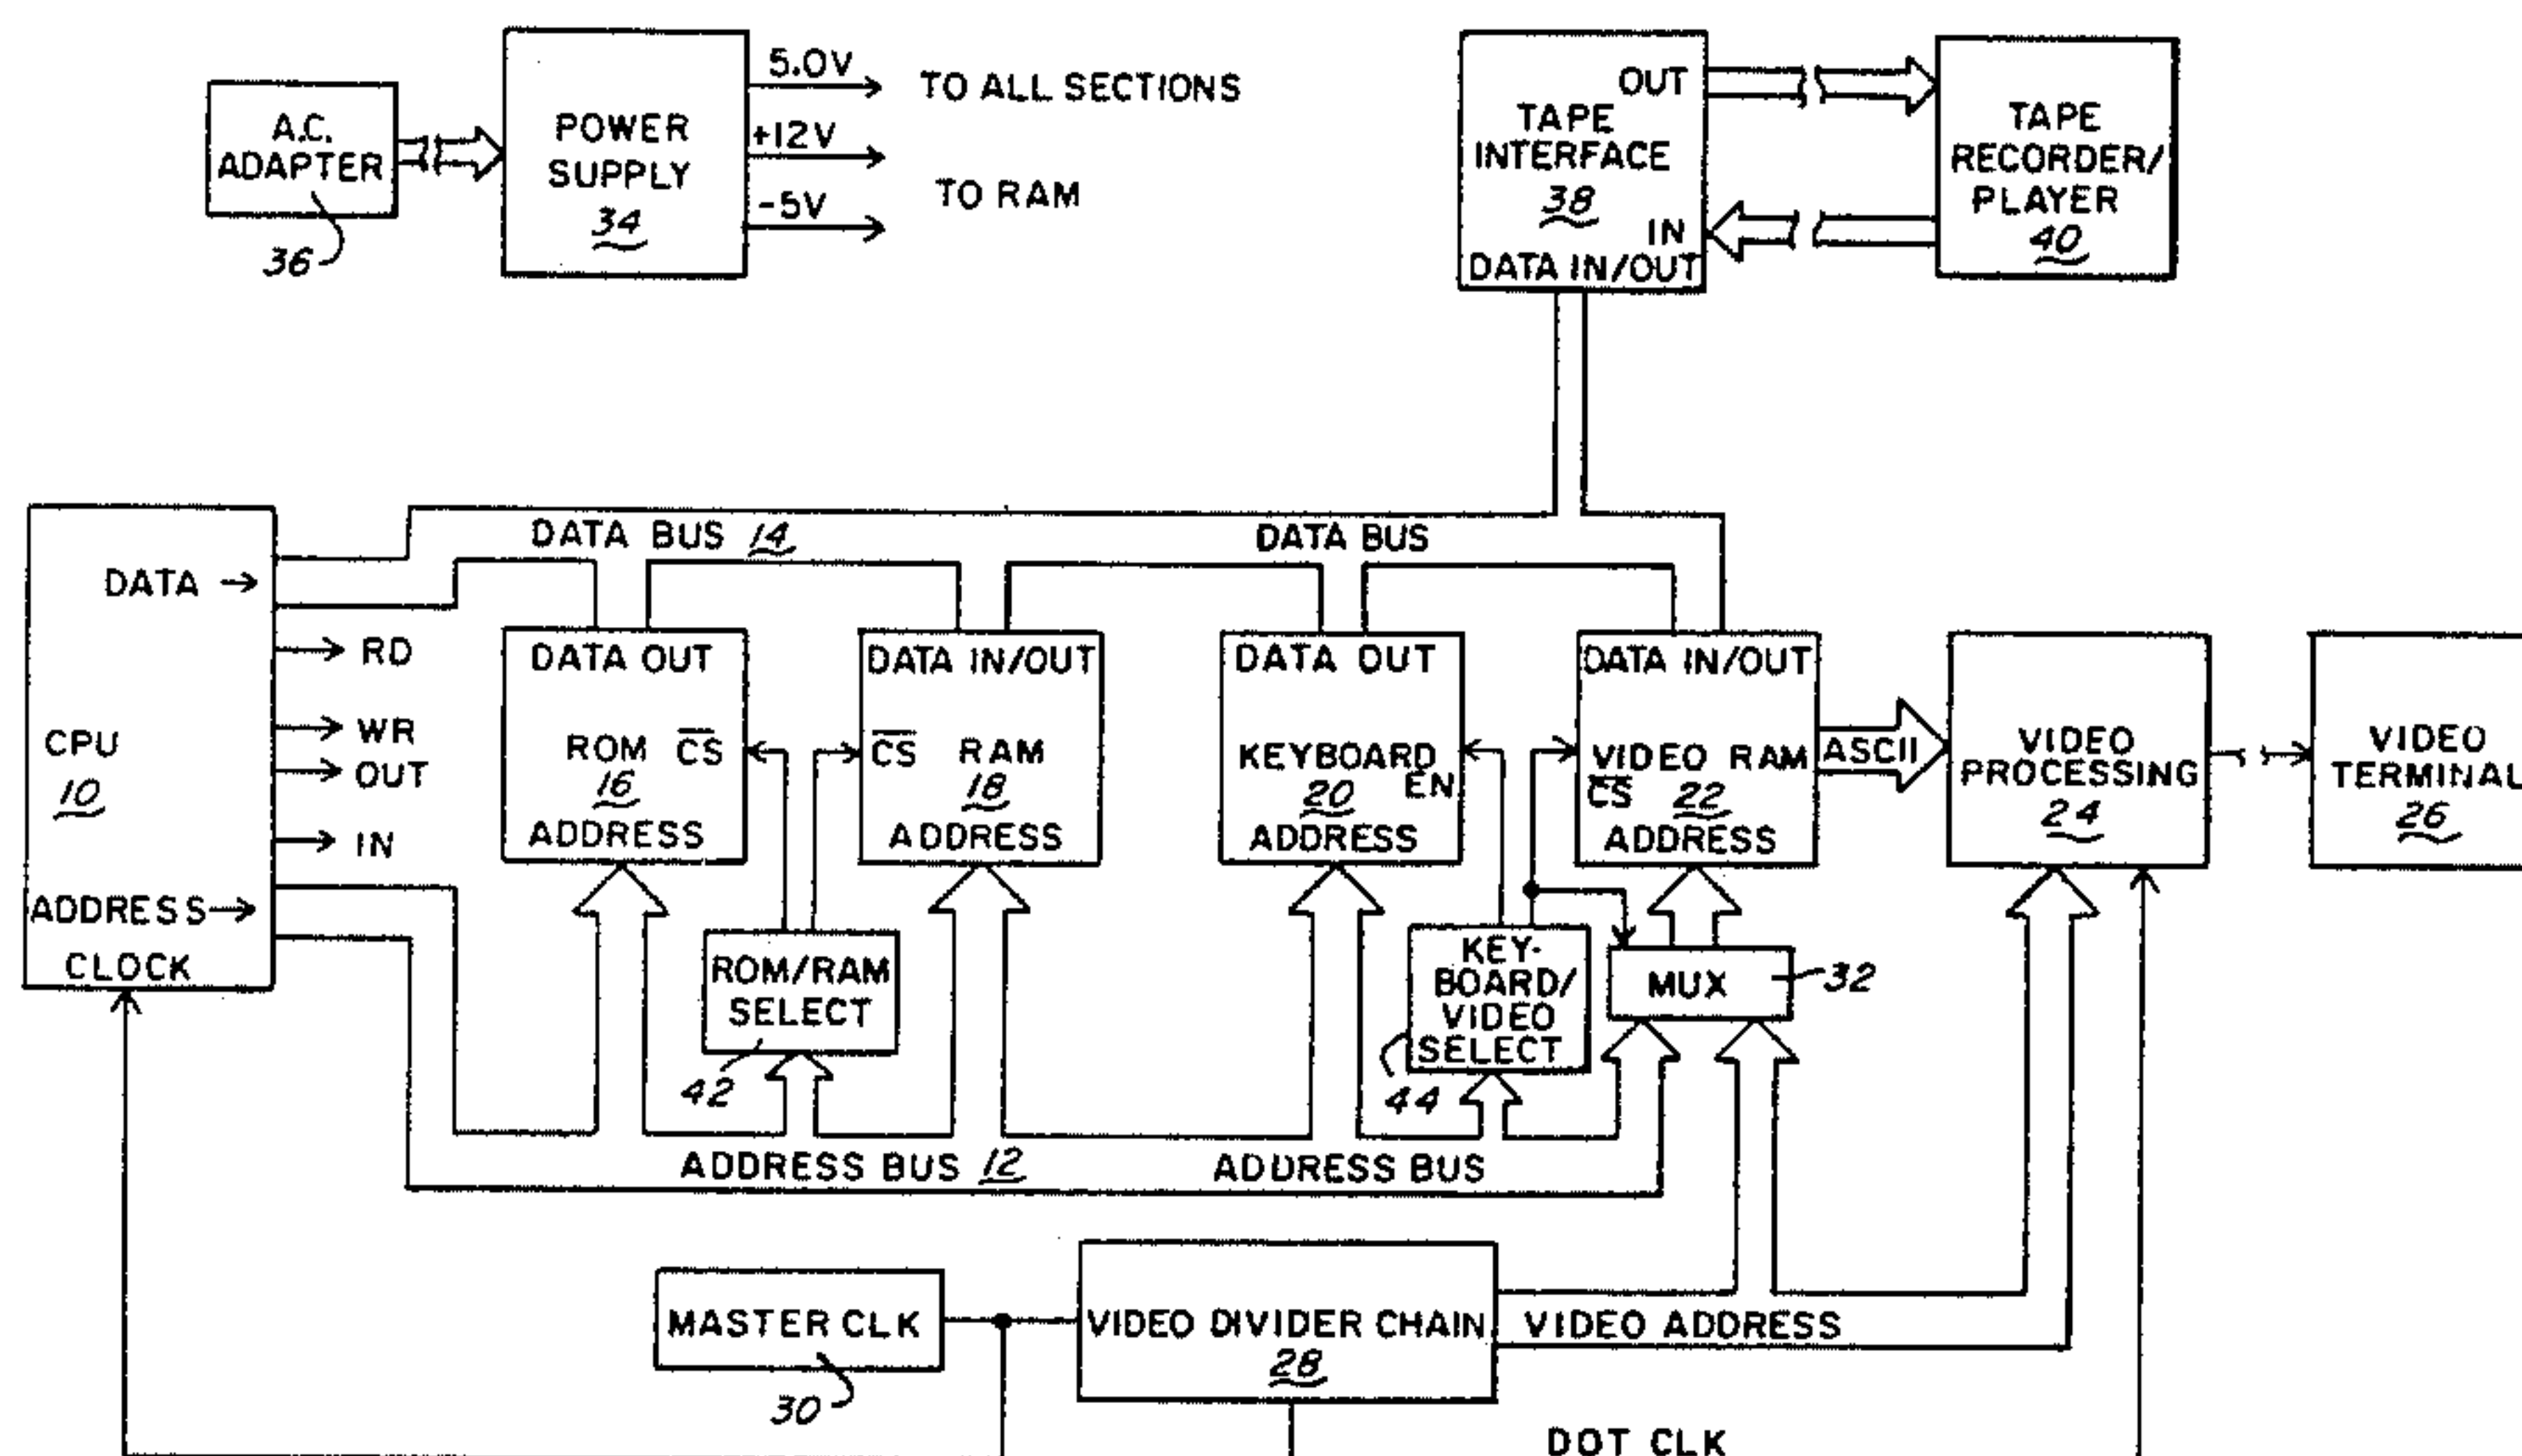 A.C.
ADAPTER
36
POWER
SUPPLY
34
5.0V
+12V
-5V
TO ALL SECTIONS
TO RAM
OUT
TAPE
INTERFACE
38
IN
DATA IN/OUT
TAPE
RECORDER/
PLAYER
40
DATA BUS 14
DATA BUS
DATA →
RD
WR
OUT
IN
CPU
10
ADDRESS→
CLOCK
DATA OUT
ROM C̅S̅
16
ADDRESS
DATA IN/OUT
C̅S̅ RAM
18
ADDRESS
DATA OUT
KEYBOARD
20 EN
ADDRESS
DATA IN/OUT
VIDEO RAM
C̅S̅ 22
ADDRESS
ASCII
VIDEO
PROCESSING
24
VIDEO
TERMINAL
26
ROM/RAM
SELECT
42
KEY-
BOARD/
VIDEO
SELECT
44
MUX
32
ADDRESS BUS 12
ADDRESS BUS
MASTER CLK
30
VIDEO DIVIDER CHAIN
28
VIDEO ADDRESS
DOT CLK